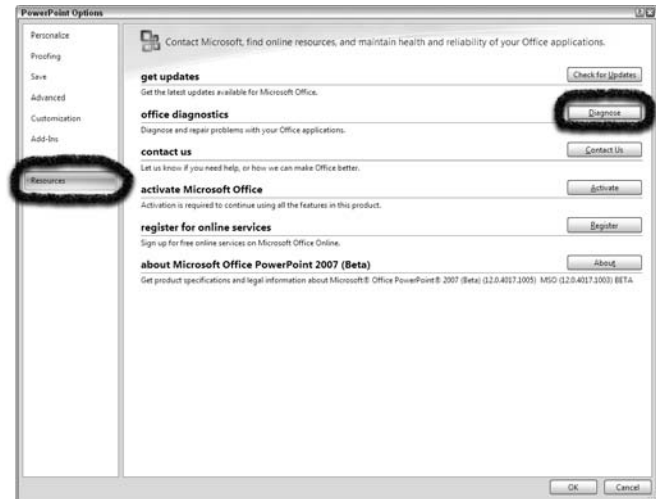 PowerPoint Options
Personalize
Proofing
Save
Advanced
Customization
Add-Ins
Resources
Contact Microsoft, find online resources, and maintain health and reliability of your Office applications.
get updates
Check for Updates
Get the latest updates available for Microsoft Office.
office diagnostics
Diagnose
Diagnose and repair problems with your Office applications.
contact us
Contact Us
Let us know if you need help, or how we can make Office better.
activate Microsoft Office
Activate
Activation is required to continue using all the features in this product.
register for online services
Register
Sign up for free online services on Microsoft Office Online.
about Microsoft Office PowerPoint 2007 (Beta)
About
Get product specifications and legal information about Microsoft® Office PowerPoint® 2007 (Beta) (12.0.4017.1005) MSO (12.0.4017.1003) BETA
OK
Cancel